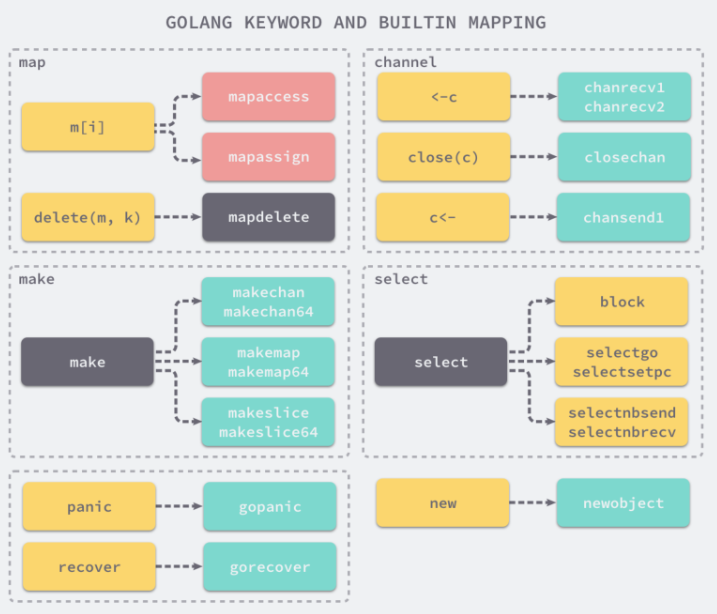 GOLANG KEYWORD AND BUILTIN MAPPING
map
m[i]
mapaccess
mapassign
delete(m, k)
mapdelete
channel
<-c
chanrecv1
chanrecv2
close(c)
closechan
c<-
chansend1
make
make
makechan
makechan64
makemap
makemap64
makeslice
makeslice64
select
select
block
selectgo
selectsetpc
selectnbsend
selectnbrecv
panic
gopanic
recover
gorecover
new
newobject